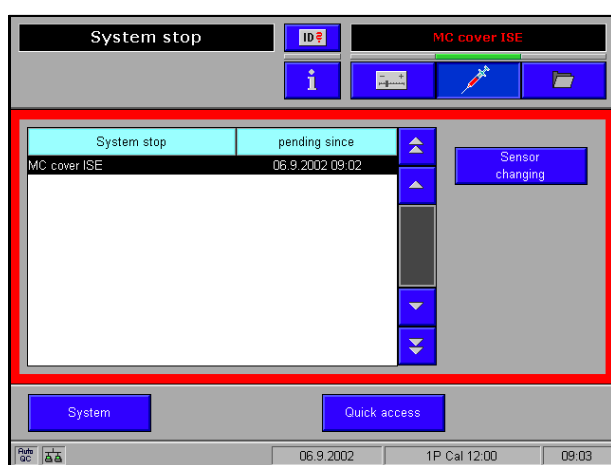 System stop
ID?
MC cover ISE
i
System stop
pending since
MC cover ISE
06.9.2002 09:02
Sensor
changing
System
Quick access
Auto
QC
06.9.2002
1P Cal 12:00
09:03